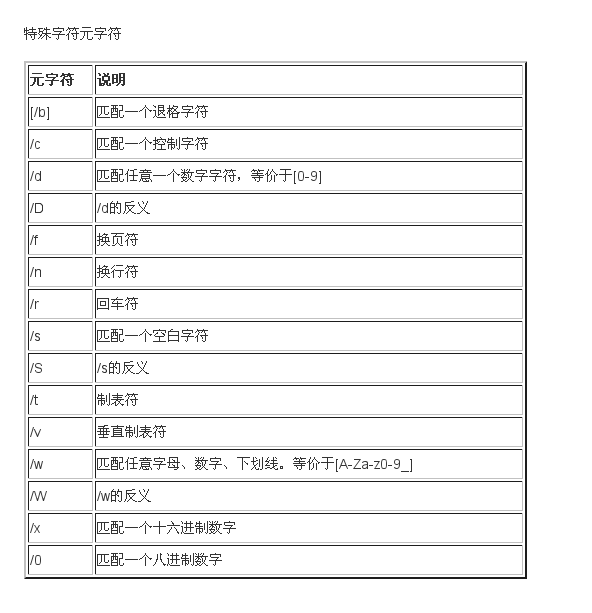 特殊字符元字符
元字符 说明
[/b] 匹配一个退格字符
/c 匹配一个控制字符
/d 匹配任意一个数字字符，等价于[0-9]
/D /d的反义
/f 换页符
/n 换行符
/r 回车符
/s 匹配一个空白字符
/S /s的反义
/t 制表符
/v 垂直制表符
/w 匹配任意字母、数字、下划线。等价于[A-Za-z0-9_]
/W /w的反义
/x 匹配一个十六进制数字
/0 匹配一个八进制数字